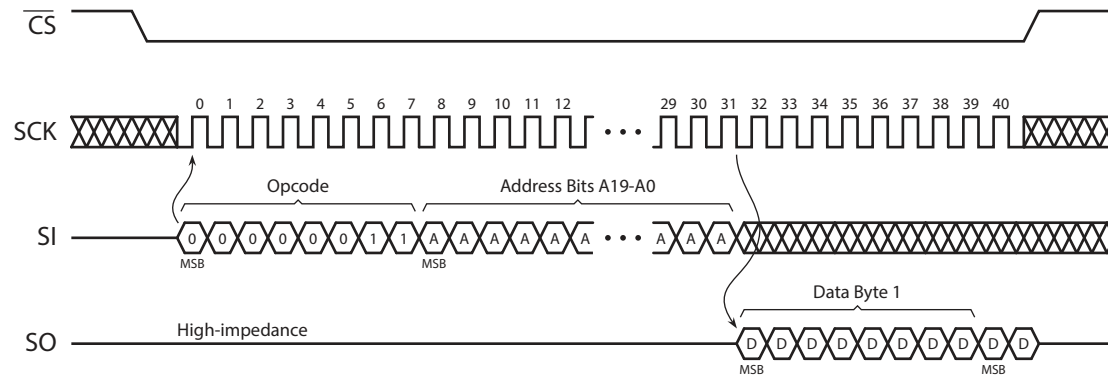 CS
0 1 2 3 4 5 6 7 8 9 10 11 12 29 30 31 32 33 34 35 36 37 38 39 40
SCK
Opcode Address Bits A19-A0
SI 0 0 0 0 0 0 1 1 A A A A A A A A A
MSB MSB
Data Byte 1
High-impedance
SO D D D D D D D D D D
MSB MSB